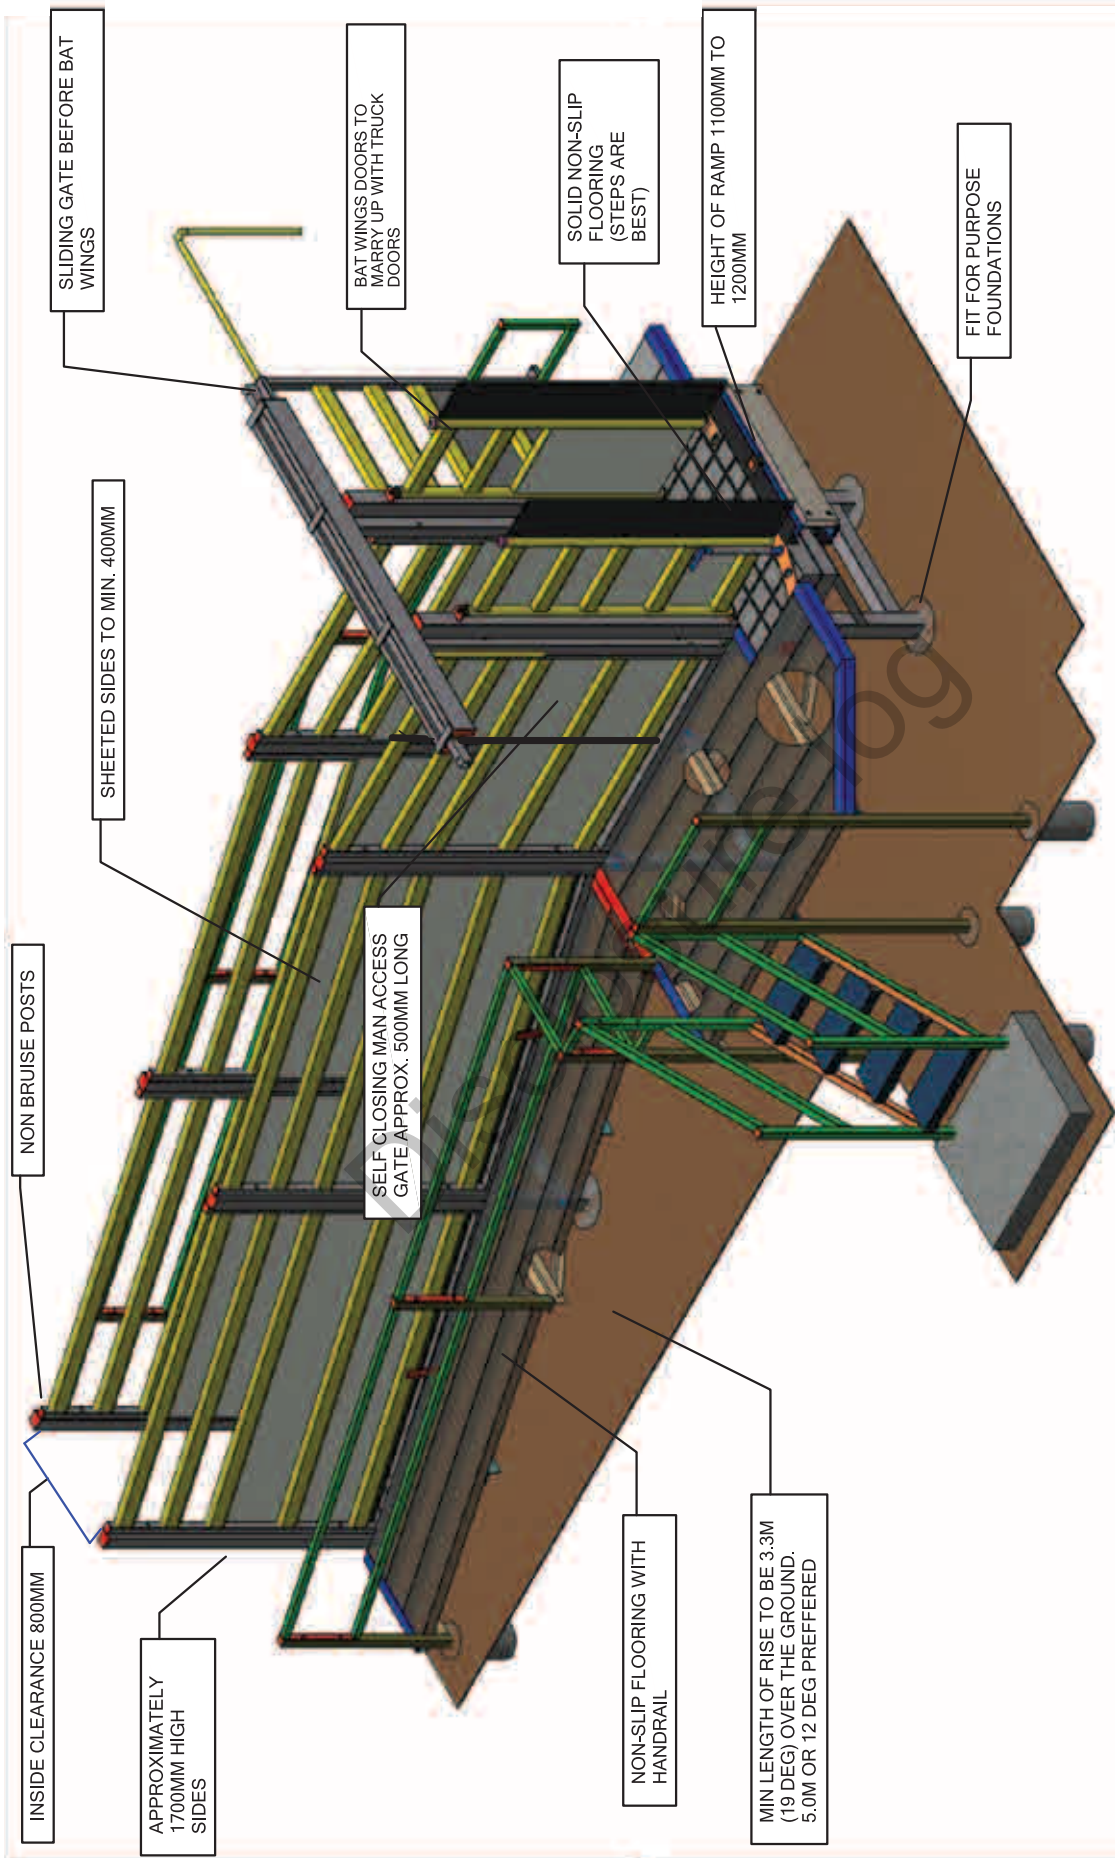 INSIDE CLEARANCE 800MM
NON BRUISE POSTS
SHEETED SIDES TO MIN. 400MM
SLIDING GATE BEFORE BAT
WINGS
APPROXIMATELY
1700MM HIGH
SIDES
BAT WINGS DOORS TO
MARRY UP WITH TRUCK
DOORS
SELF CLOSING MAN ACCESS
GATE APPROX. 500MM LONG
SOLID NON-SLIP
FLOORING
(STEPS ARE
BEST)
NON-SLIP FLOORING WITH
HANDRAIL
HEIGHT OF RAMP 1100MM TO
1200MM
MIN LENGTH OF RISE TO BE 3.3M
(19 DEG) OVER THE GROUND.
5.0M OR 12 DEG PREFFERED
FIT FOR PURPOSE
FOUNDATIONS
Disclosure log